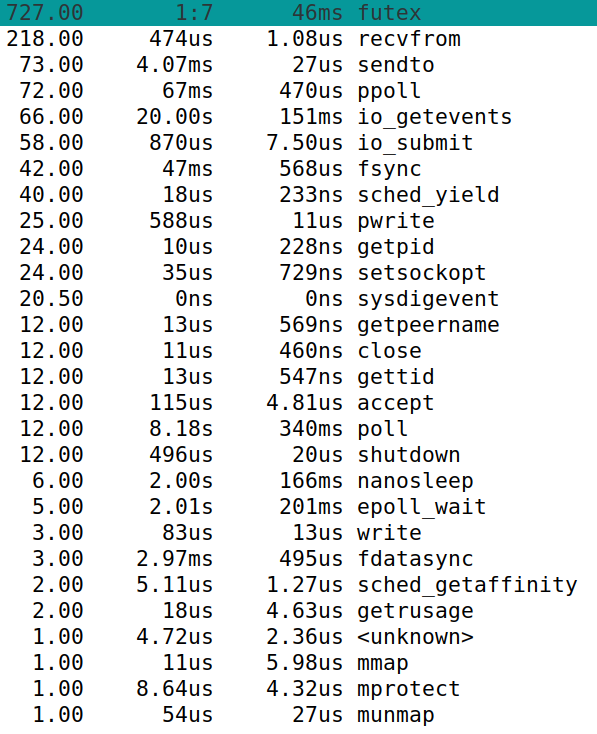 727.00 1:7 46ms futex
218.00 474us 1.08us recvfrom
73.00 4.07ms 27us sendto
72.00 67ms 470us ppoll
66.00 20.00s 151ms io_getevents
58.00 870us 7.50us io_submit
42.00 47ms 568us fsync
40.00 18us 233ns sched_yield
25.00 588us 11us pwrite
24.00 10us 228ns getpid
24.00 35us 729ns setsockopt
20.50 0ns 0ns sysdigevent
12.00 13us 569ns getpeername
12.00 11us 460ns close
12.00 13us 547ns gettid
12.00 115us 4.81us accept
12.00 8.18s 340ms poll
12.00 496us 20us shutdown
6.00 2.00s 166ms nanosleep
5.00 2.01s 201ms epoll_wait
3.00 83us 13us write
3.00 2.97ms 495us fdatasync
2.00 5.11us 1.27us sched_getaffinity
2.00 18us 4.63us getrusage
1.00 4.72us 2.36us <unknown>
1.00 11us 5.98us mmap
1.00 8.64us 4.32us mprotect
1.00 54us 27us munmap